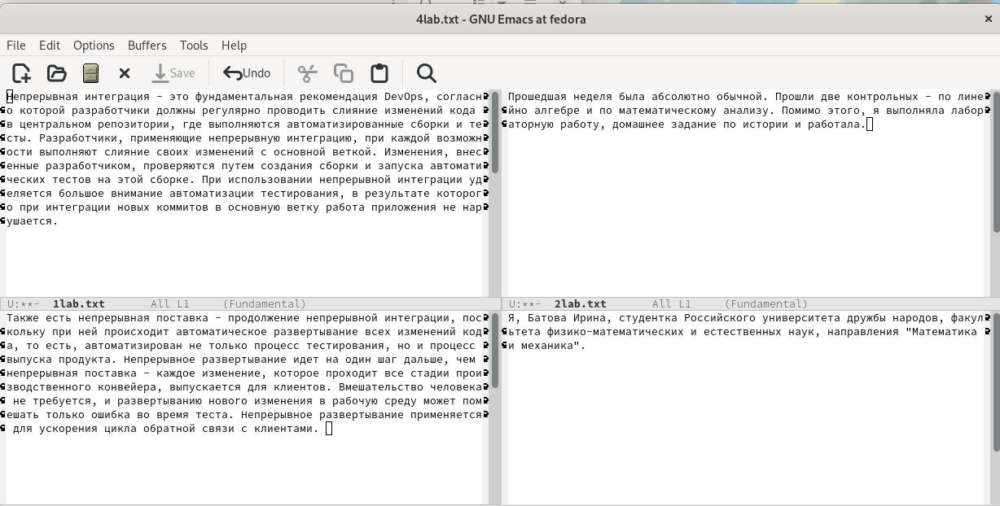 4lab.txt - GNU Emacs at fedora
File Edit Options Buffers Tools Help
Save Undo
Непрерывная интеграция - это фундаментальная рекомендация DevOps, согласн
о которой разработчики должны регулярно проводить слияние изменений кода
в центральном репозитории, где выполняются автоматизированные сборки и те
сты. Разработчики, применяющие непрерывную интеграцию, при каждой возможн
ости выполняют слияние своих изменений с основной веткой. Изменения, внес
енные разработчиком, проверяются путем создания сборки и запуска автомати
ческих тестов на этой сборке. При использовании непрерывной интеграции уд
еляется большое внимание автоматизации тестирования, в результате которог
о при интеграции новых коммитов в основную ветку работа приложения не нар
ушается.
U:**- 1lab.txt All L1 (Fundamental)
Прошедшая неделя была абсолютно обычной. Прошли две контрольных - по лине
йно алгебре и по математическому анализу. Помимо этого, я выполняла лабор
аторную работу, домашнее задание по истории и работала.
U:**- 2lab.txt All L1 (Fundamental)
Также есть непрерывная поставка - продолжение непрерывной интеграции, пос
кольку при ней происходит автоматическое развертывание всех изменений код
а, то есть, автоматизирован не только процесс тестирования, но и процесс
выпуска продукта. Непрерывное развертывание идет на один шаг дальше, чем
непрерывная поставка - каждое изменение, которое проходит все стадии прои
зводственного конвейера, выпускается для клиентов. Вмешательство человека
не требуется, и развертыванию нового изменения в рабочую среду может пом
ешать только ошибка во время теста. Непрерывное развертывание применяется
для ускорения цикла обратной связи с клиентами.
Я, Батова Ирина, студентка Российского университета дружбы народов, факул
ьтета физико-математических и естественных наук, направления "Математика
и механика".